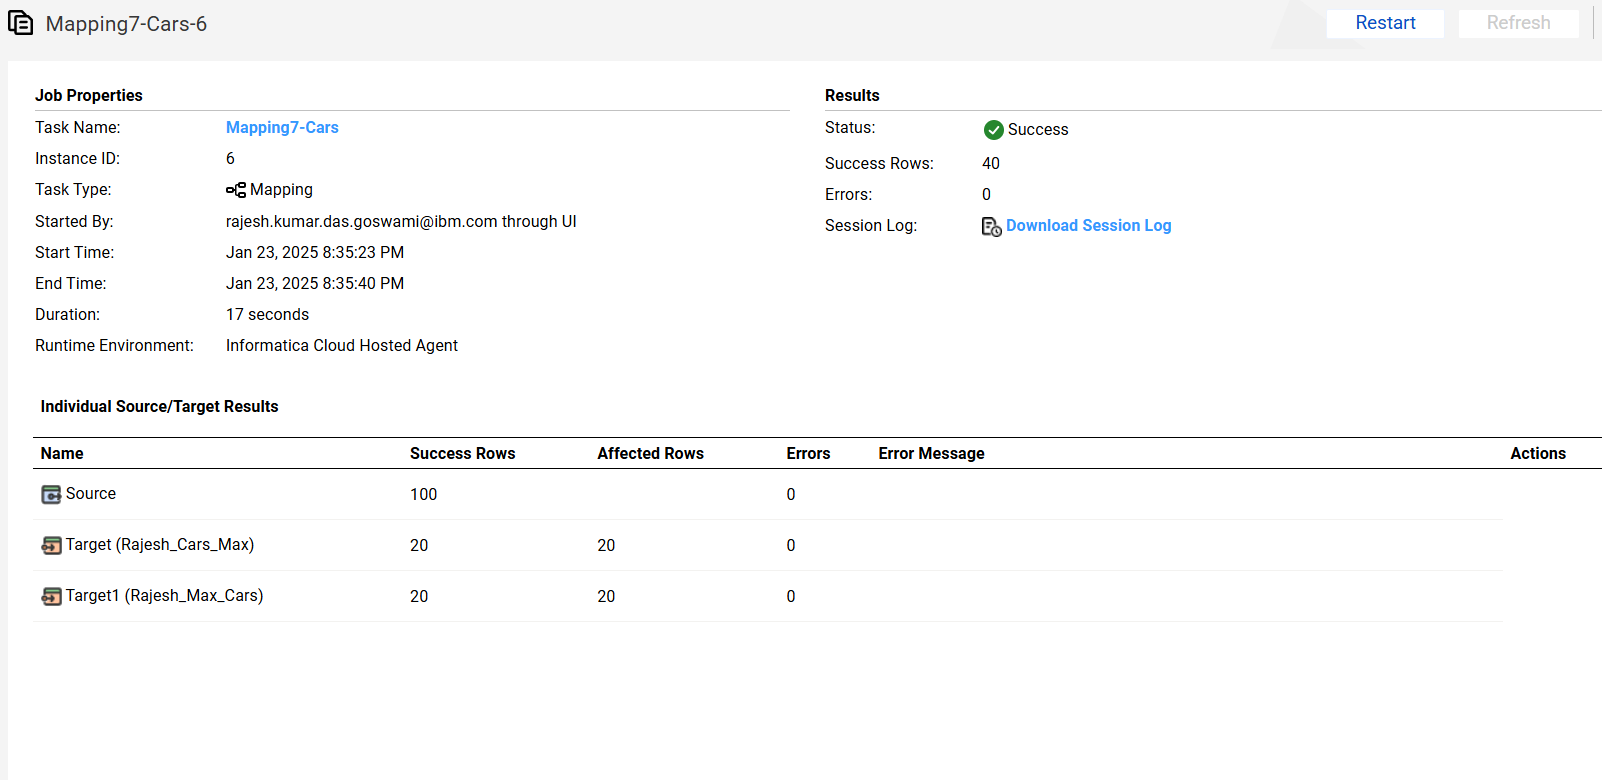 Mapping7-Cars-6
Restart
Refresh
Job Properties
Task Name: Mapping7-Cars
Instance ID: 6
Task Type: Mapping
Started By: rajesh.kumar.das.goswami@ibm.com through UI
Start Time: Jan 23, 2025 8:35:23 PM
End Time: Jan 23, 2025 8:35:40 PM
Duration: 17 seconds
Runtime Environment: Informatica Cloud Hosted Agent
Results
Status: Success
Success Rows: 40
Errors: 0
Session Log: Download Session Log
Individual Source/Target Results
Name Success Rows Affected Rows Errors Error Message Actions
Source 100 0
Target (Rajesh_Cars_Max) 20 20 0
Target1 (Rajesh_Max_Cars) 20 20 0